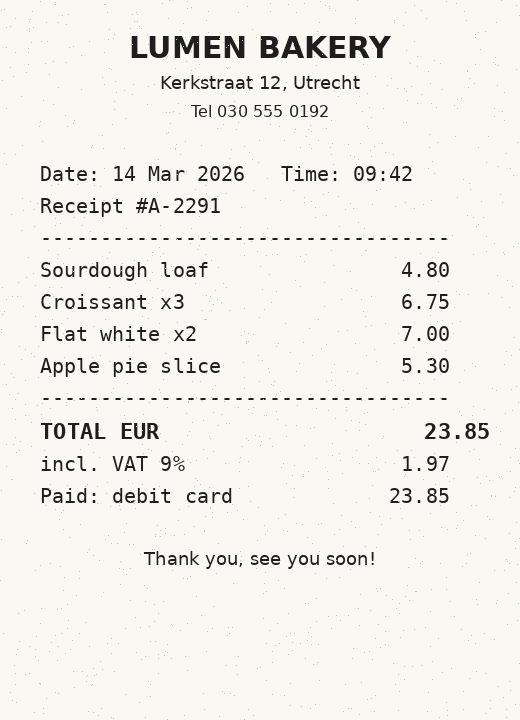 LUMEN BAKERY
Kerkstraat 12, Utrecht
Tel 030 555 0192
Date: 14 Mar 2026   Time: 09:42
Receipt #A-2291
----------------------------------
Sourdough loaf                4.80
Croissant x3                  6.75
Flat white x2                 7.00
Apple pie slice               5.30
----------------------------------
TOTAL EUR                      23.85
incl. VAT 9%                  1.97
Paid: debit card             23.85
Thank you, see you soon!